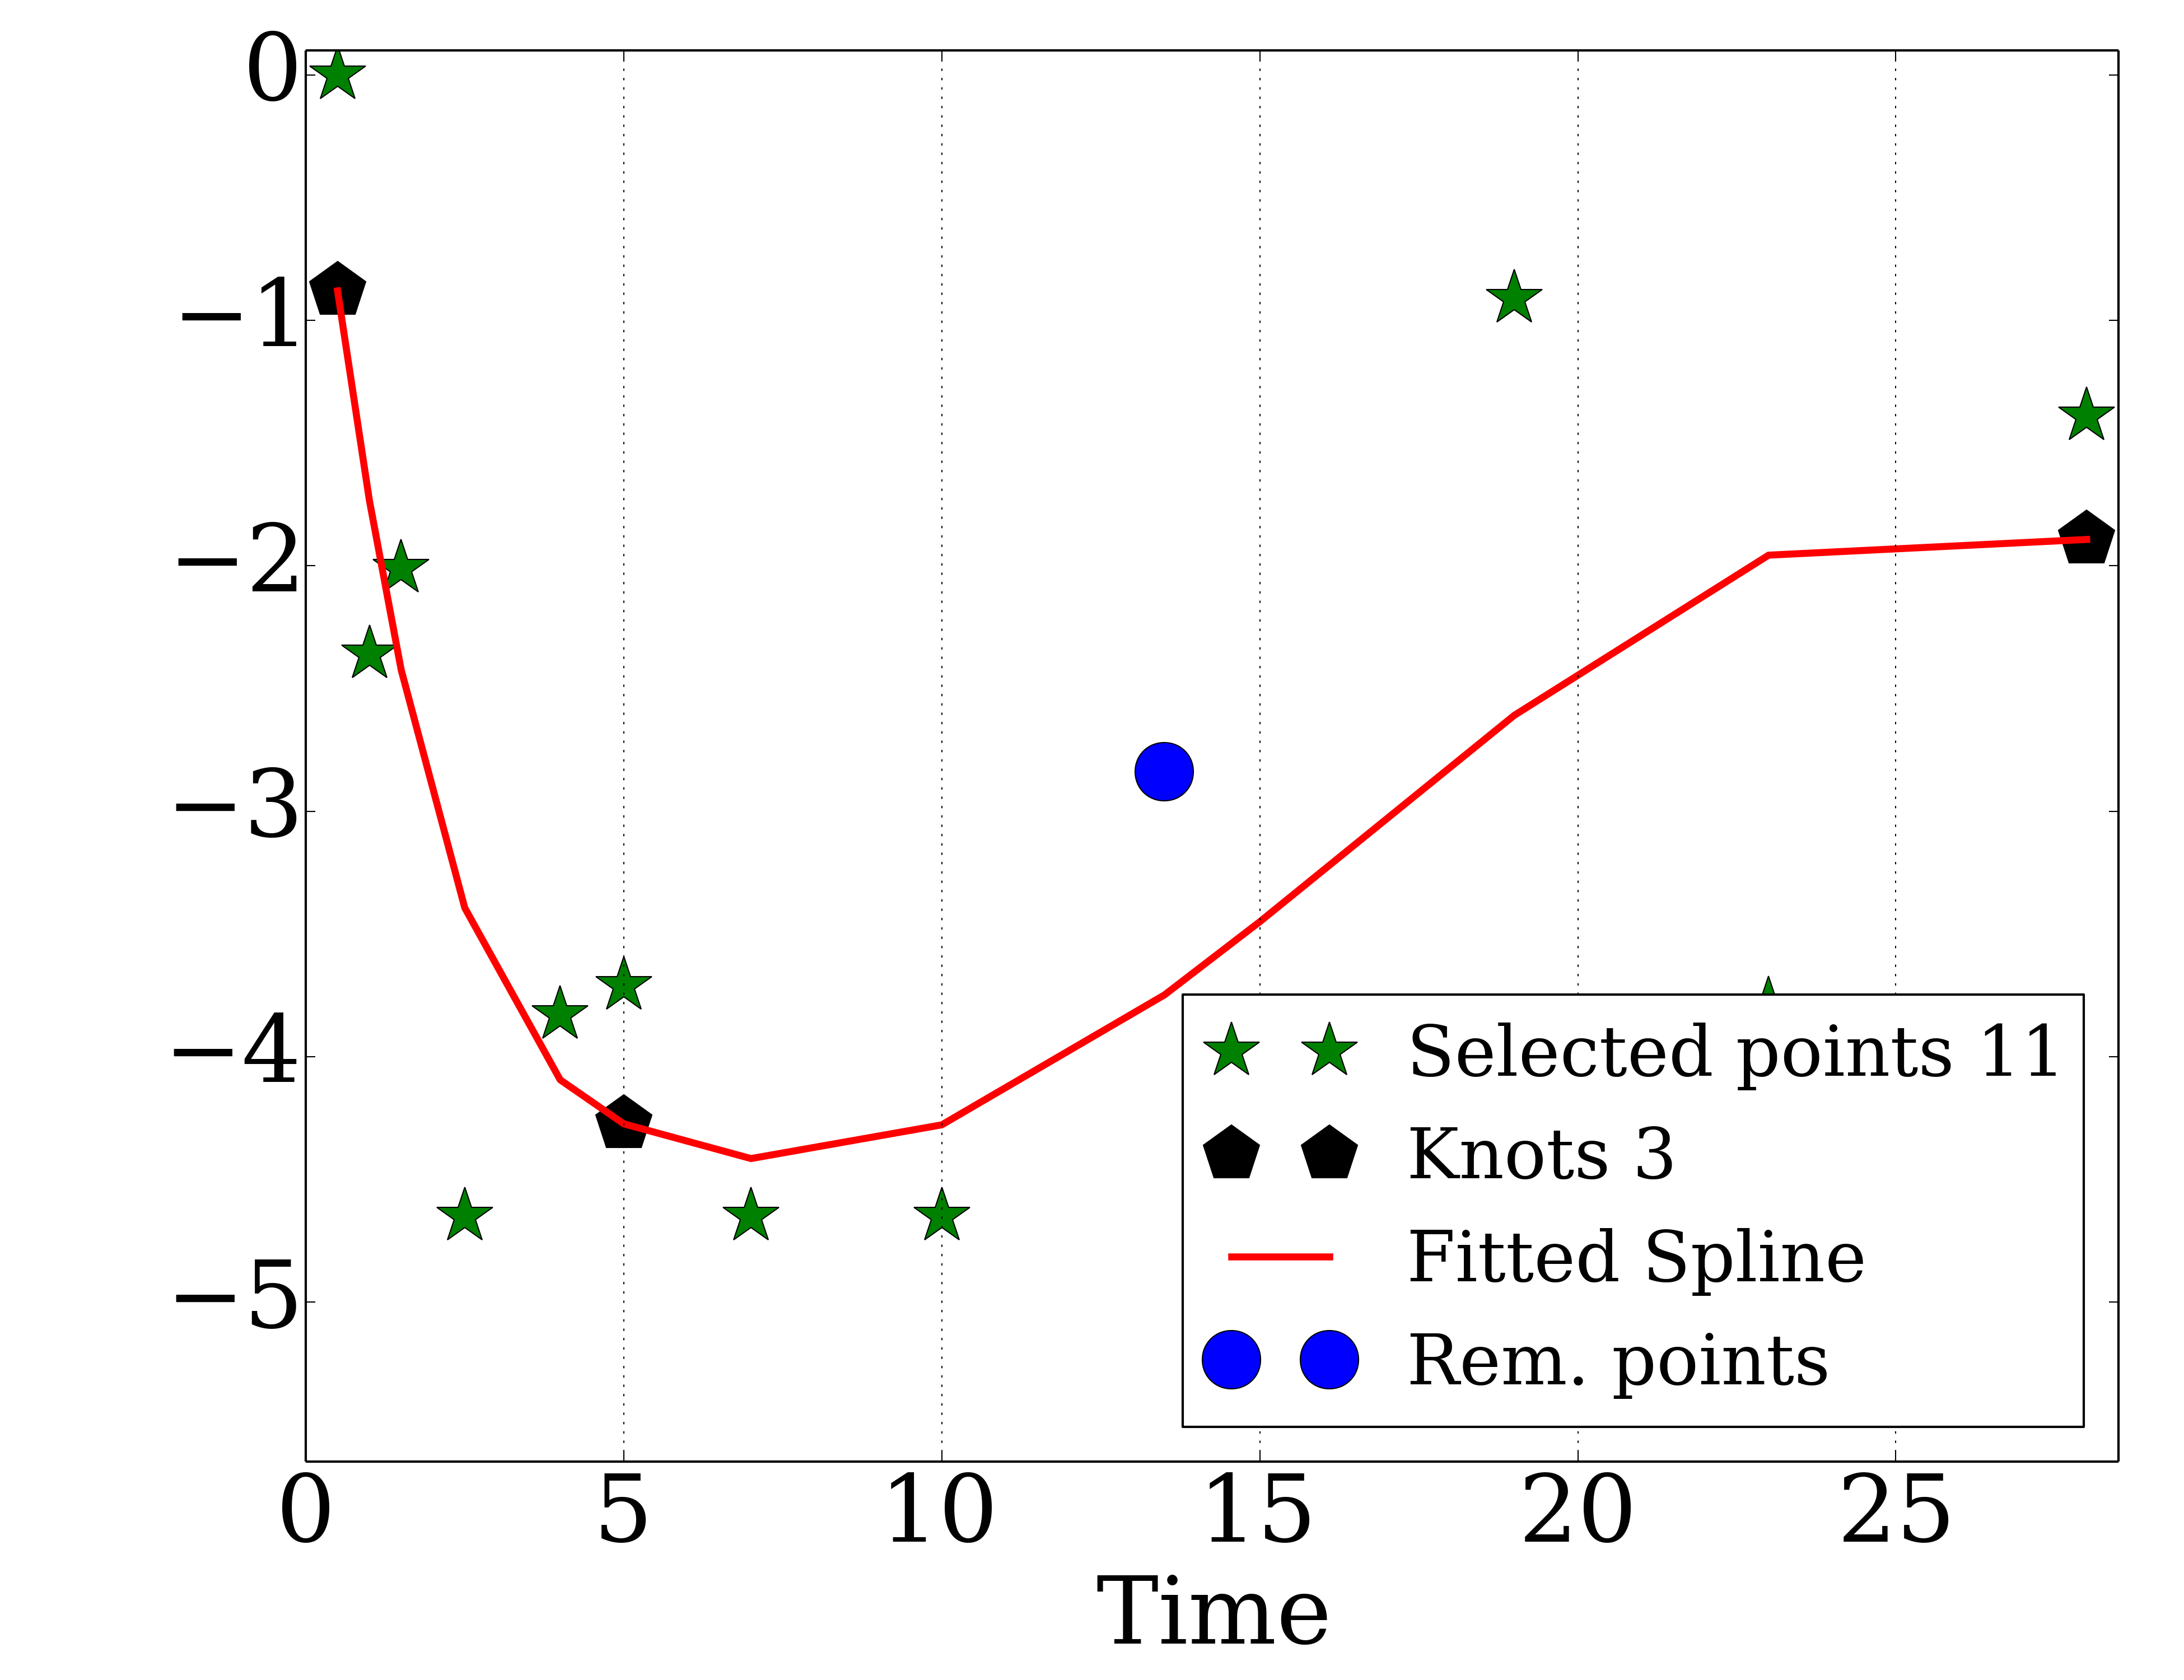 0
−1
−2
−3
−4
−5
Selected points 11
Knots 3
Fitted Spline
Rem. points
0 5 10 15 20 25
Time